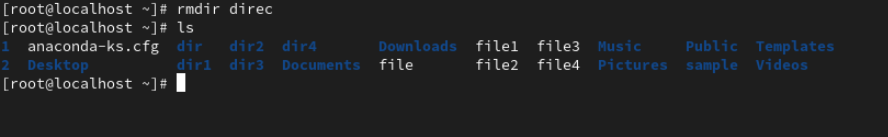 [root@localhost ~]# rmdir direc
[root@localhost ~]# ls
1  anaconda-ks.cfg  dir   dir2  dir4       Downloads  file1  file3  Music     Public  Templates
2  Desktop          dir1  dir3  Documents  file       file2  file4  Pictures  sample  Videos
[root@localhost ~]#